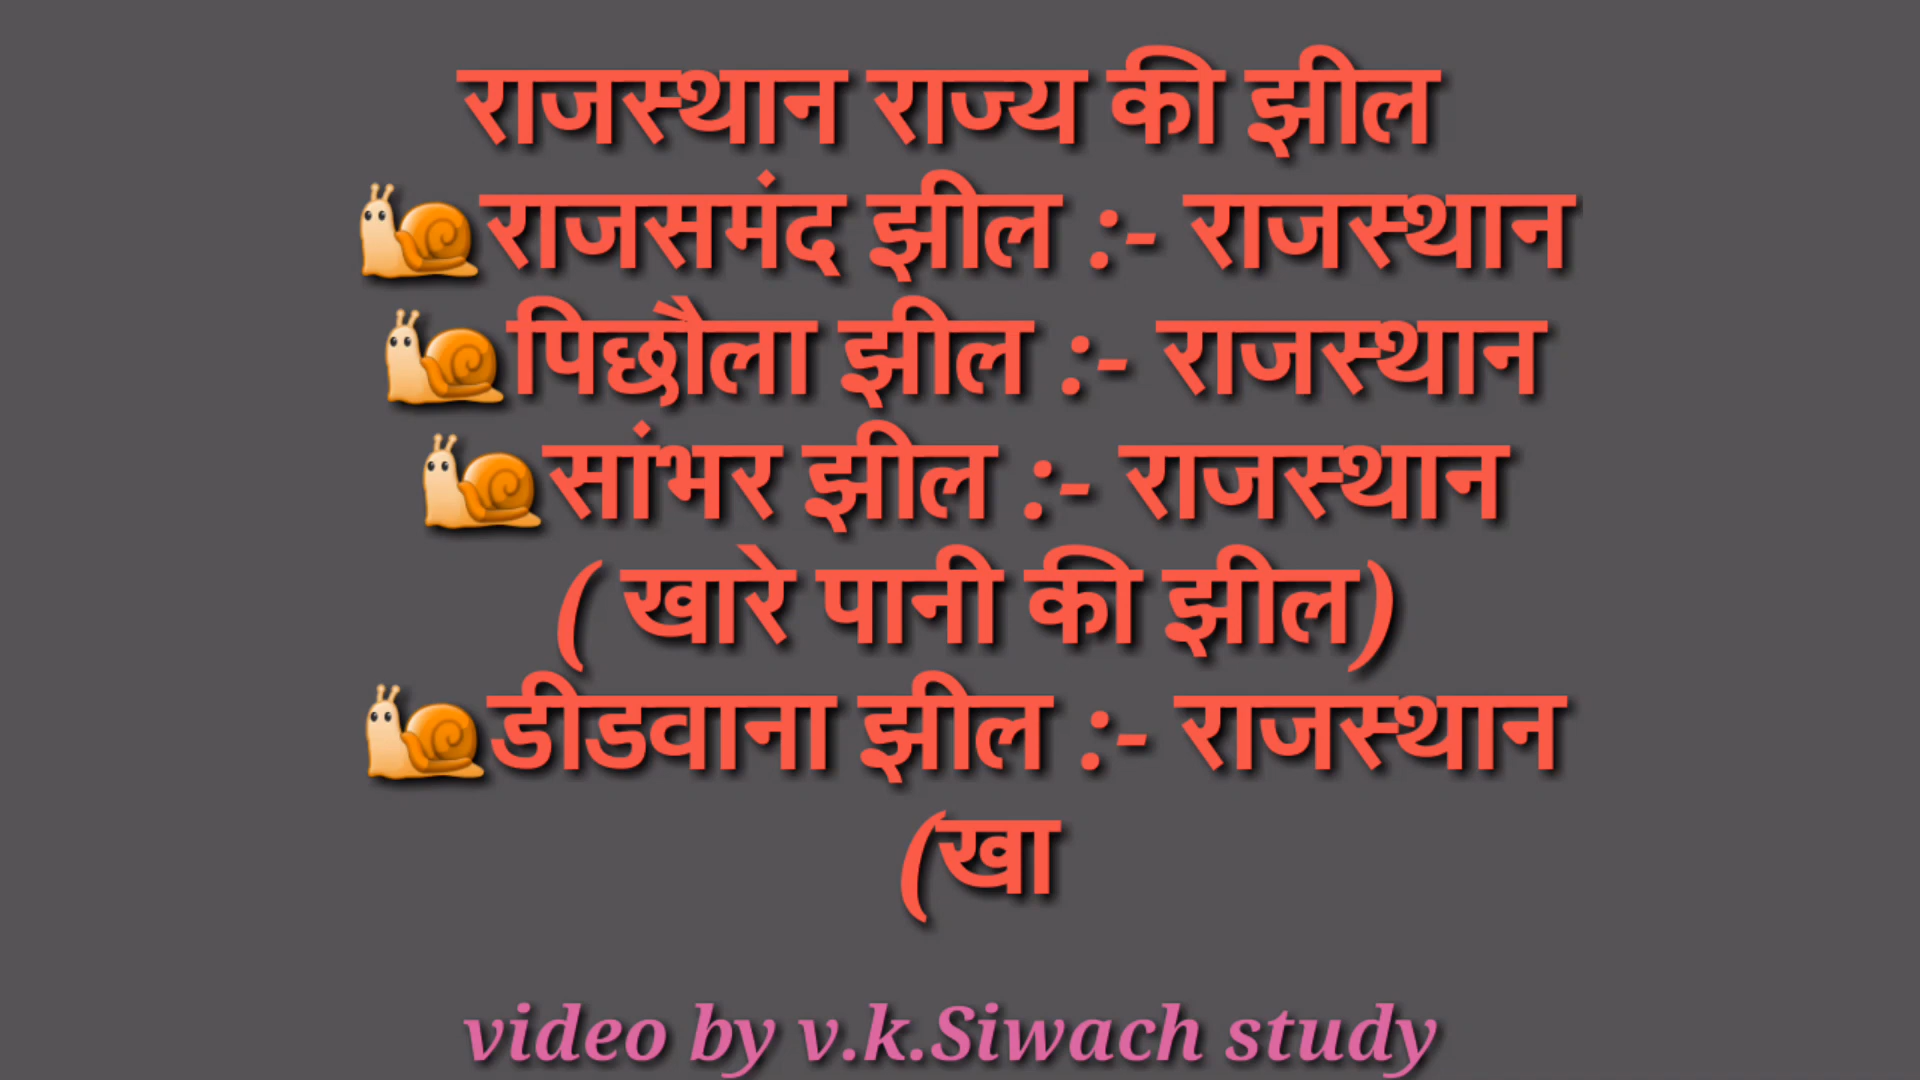 राजस्थान राज्य की झील
🐌राजसमंद झील :- राजस्थान
🐌पिछौला झील :- राजस्थान
🐌सांभर झील :- राजस्थान
( खारे पानी की झील)
🐌डीडवाना झील :- राजस्थान
(खा
video by v.k.Siwach study